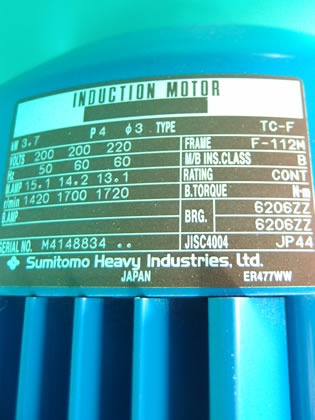 INDUCTION MOTOR
kW 3.7 P4 φ3 TYPE TC-F
VOLTS 200 200 220 FRAME F-112M
Hz 50 60 60 M/B INS.CLASS B
M.AMP 15.1 14.2 13.1 RATING CONT
r/min 1420 1700 1720 B.TORQUE N-m
B.AMP BRG. 6206ZZ
6206ZZ
SERIAL NO. M4148834 .. JISC4004 JP44
Sumitomo Heavy Industries, Ltd.
JAPAN ER477WW